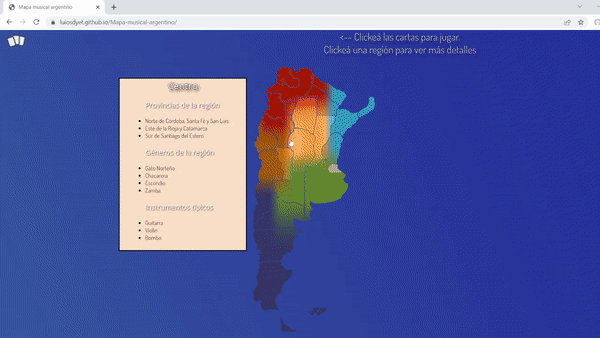 Mapa musical argentino
luiosdyet.github.io/Mapa-musical-argentino/
<--- Clickeá las cartas para jugar.
Clickeá una región para ver más detalles
Centro
Provincias de la región
Norte de Córdoba, Santa Fé y San Luis
Este de la Rioja y Catamarca
Sur de Santiago del Estero
Géneros de la región
Gato Norteño
Chacarera
Escondio
Zamba
Instrumentos típicos
Guitarra
Violín
Bombo